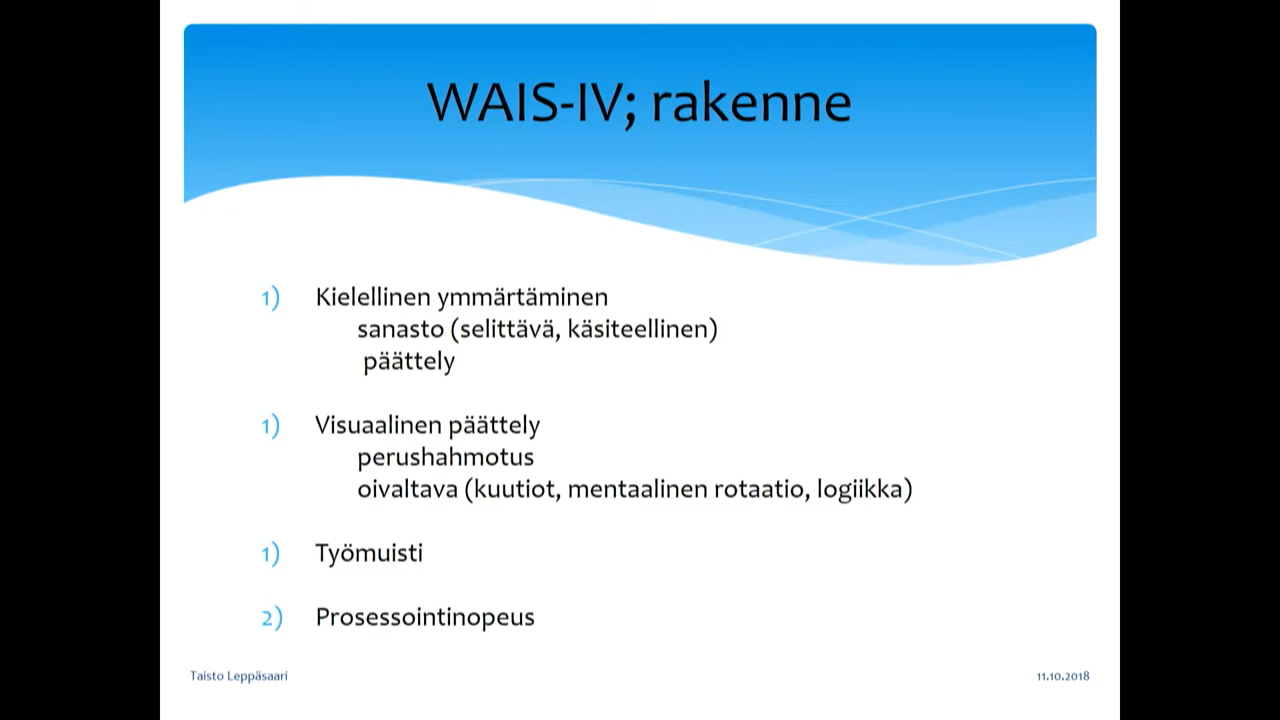 WAIS-IV; rakenne
1) Kielellinen ymmärtäminen
sanasto (selittävä, käsiteellinen)
päättely
1) Visuaalinen päättely
perushahmotus
oivaltava (kuutiot, mentaalinen rotaatio, logiikka)
1) Työmuisti
2) Prosessointinopeus
Taisto Leppäsaari
11.10.2018